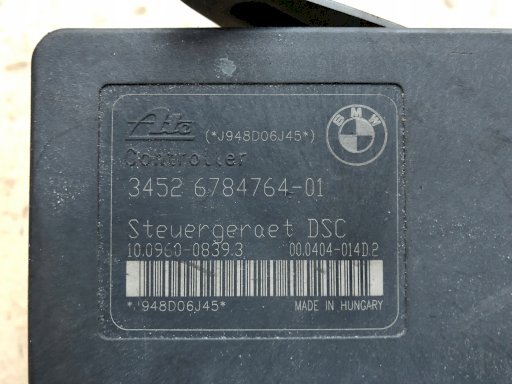 Ate (*J948D06J45*) BMW
Controller
3452 6784764-01
Steuergeraet DSC
10.0960-0839.3 00.0404-014D.2
*J948D06J45*
MADE IN HUNGARY